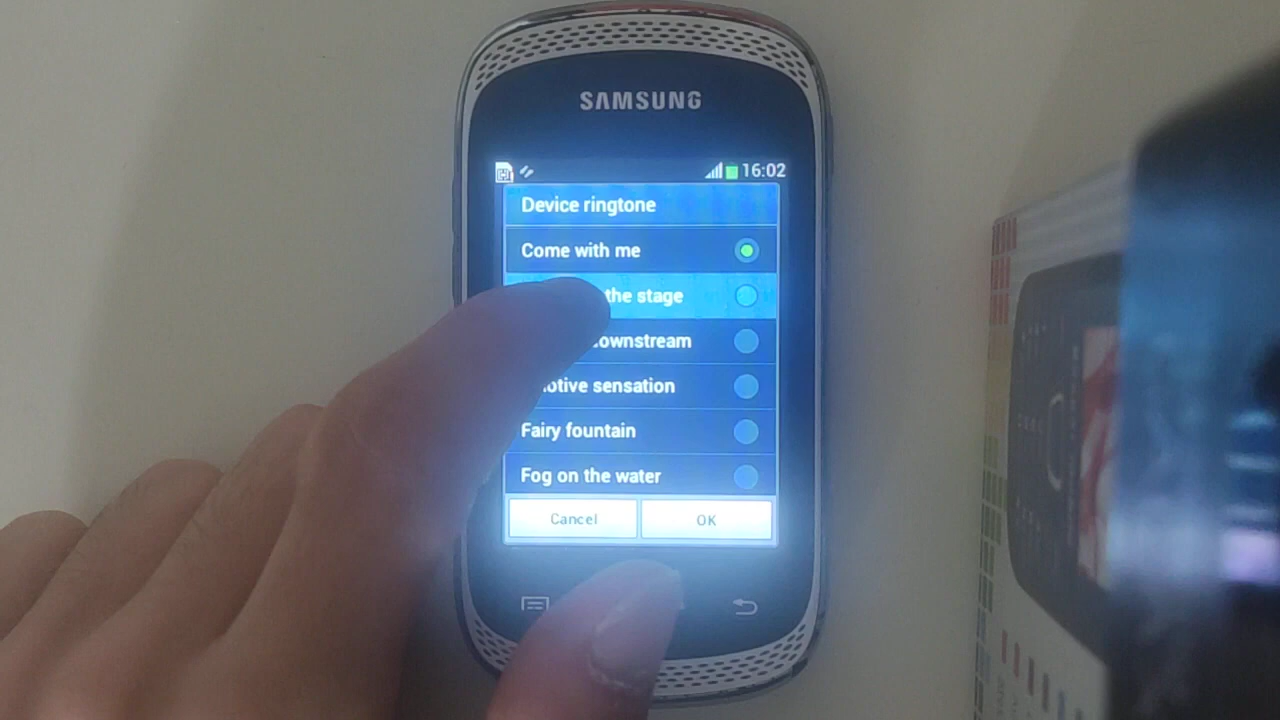 SAMSUNG
16:02
Device ringtone
Come with me
the stage
ownstream
otive sensation
Fairy fountain
Fog on the water
Cancel
OK